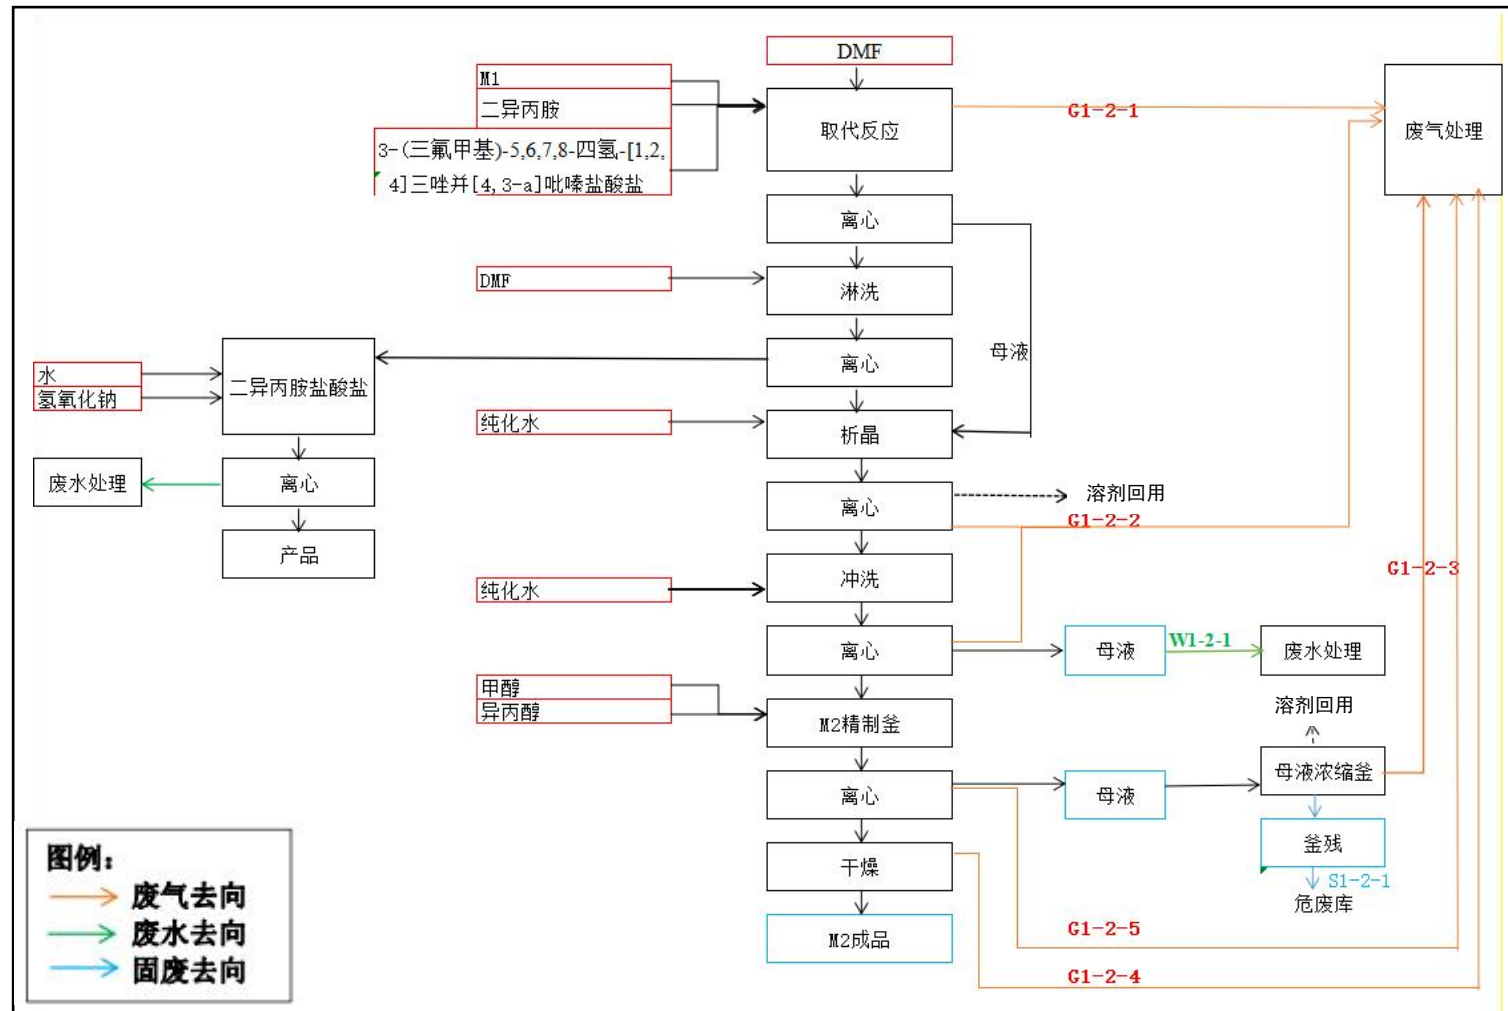 DMF
M1
二异丙胺
3-(三氟甲基)-5,6,7,8-四氢-[1,2,
4]三唑并[4,3-a]吡嗪盐酸盐
取代反应
G1-2-1
废气处理
离心
DMF
淋洗
母液
水
氢氧化钠
二异丙胺盐酸盐
离心
纯化水
析晶
废水处理
离心
离心
溶剂回用
G1-2-2
产品
纯化水
冲洗
G1-2-3
离心
母液
W1-2-1
废水处理
甲醇
异丙醇
M2精制釜
溶剂回用
离心
母液
母液浓缩釜
釜残
S1-2-1
危废库
干燥
M2成品
G1-2-5
G1-2-4
图例：
废气去向
废水去向
固废去向